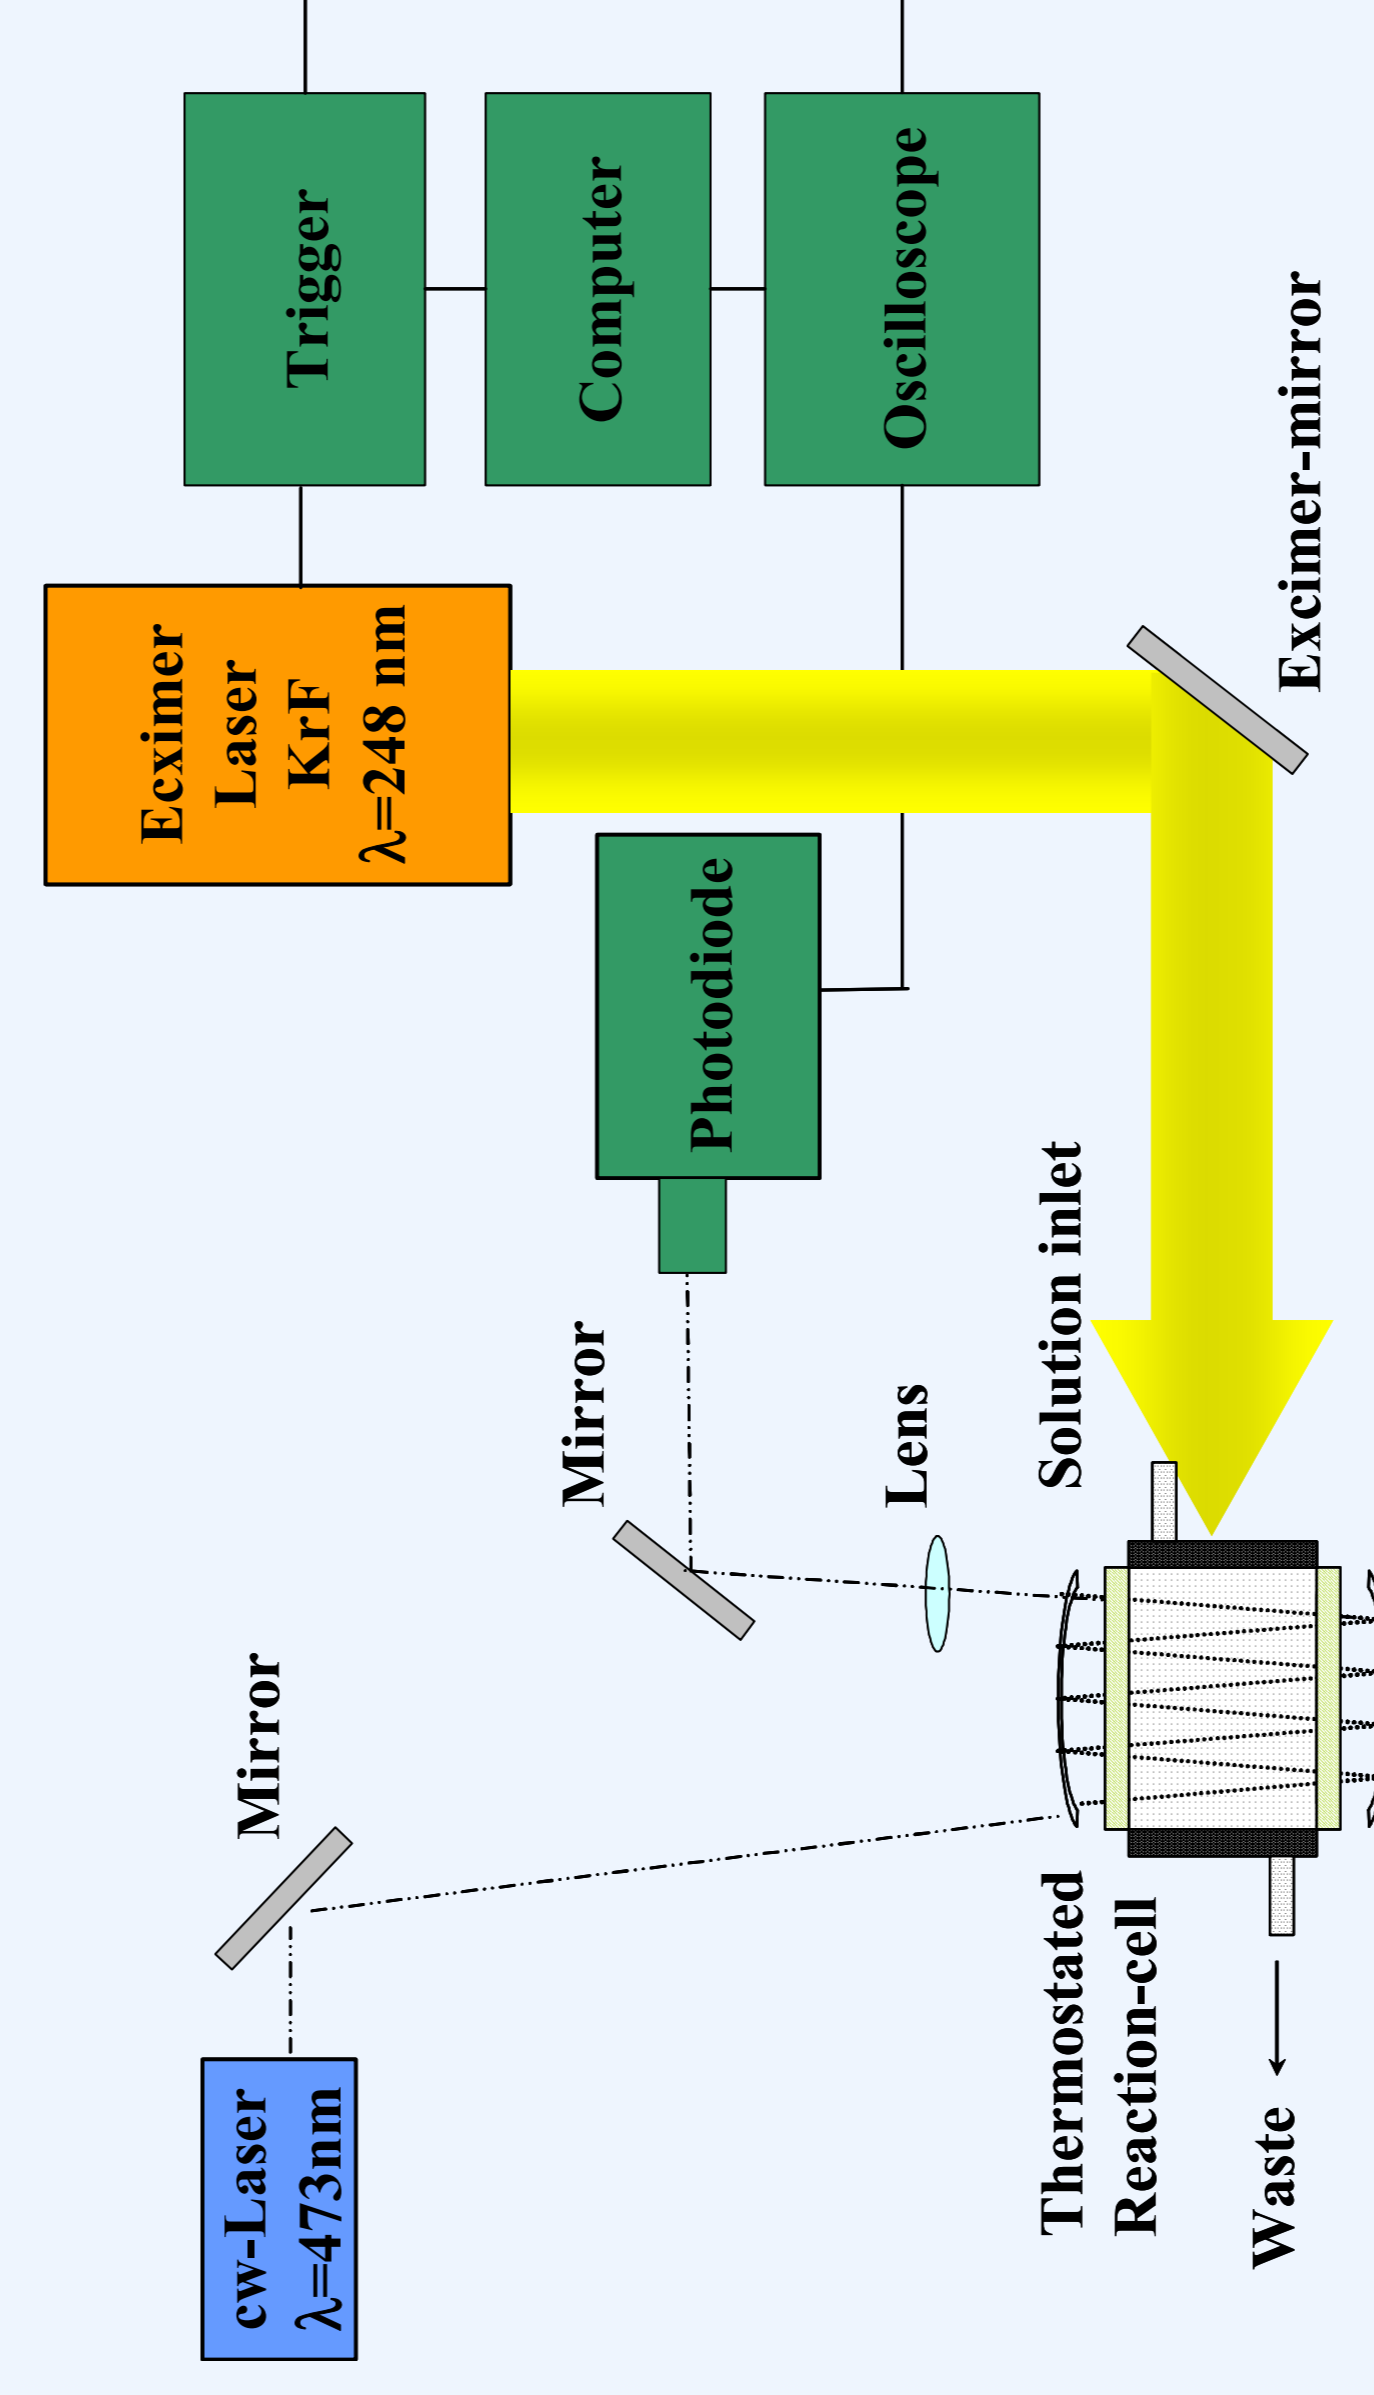 cw-Laser
λ=473nm
Mirror
Mirror
Lens
Photodiode
Ecximer
Laser
KrF
λ=248 nm
Trigger
Computer
Oscilloscope
Excimer-mirror
Solution inlet
Thermostated
Reaction-cell
Waste